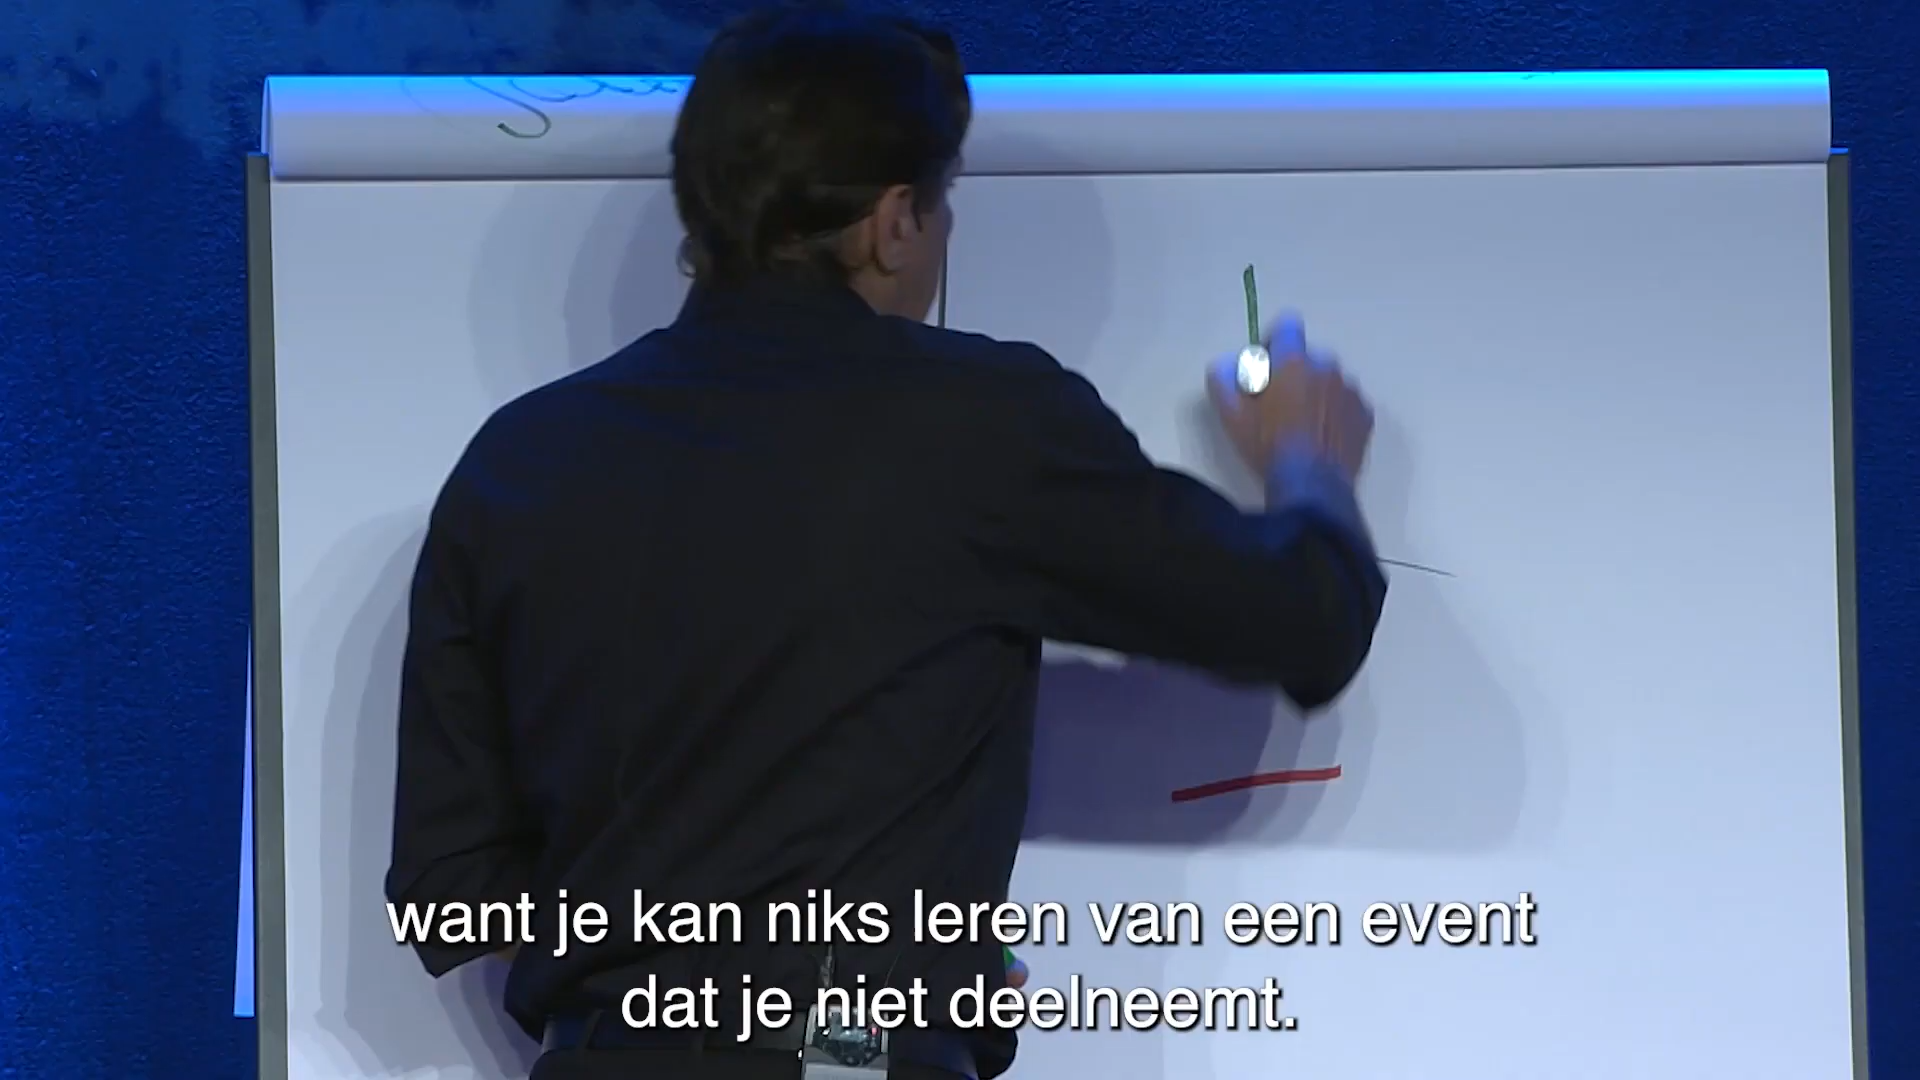 want je kan niks leren van een event
dat je niet deelneemt.